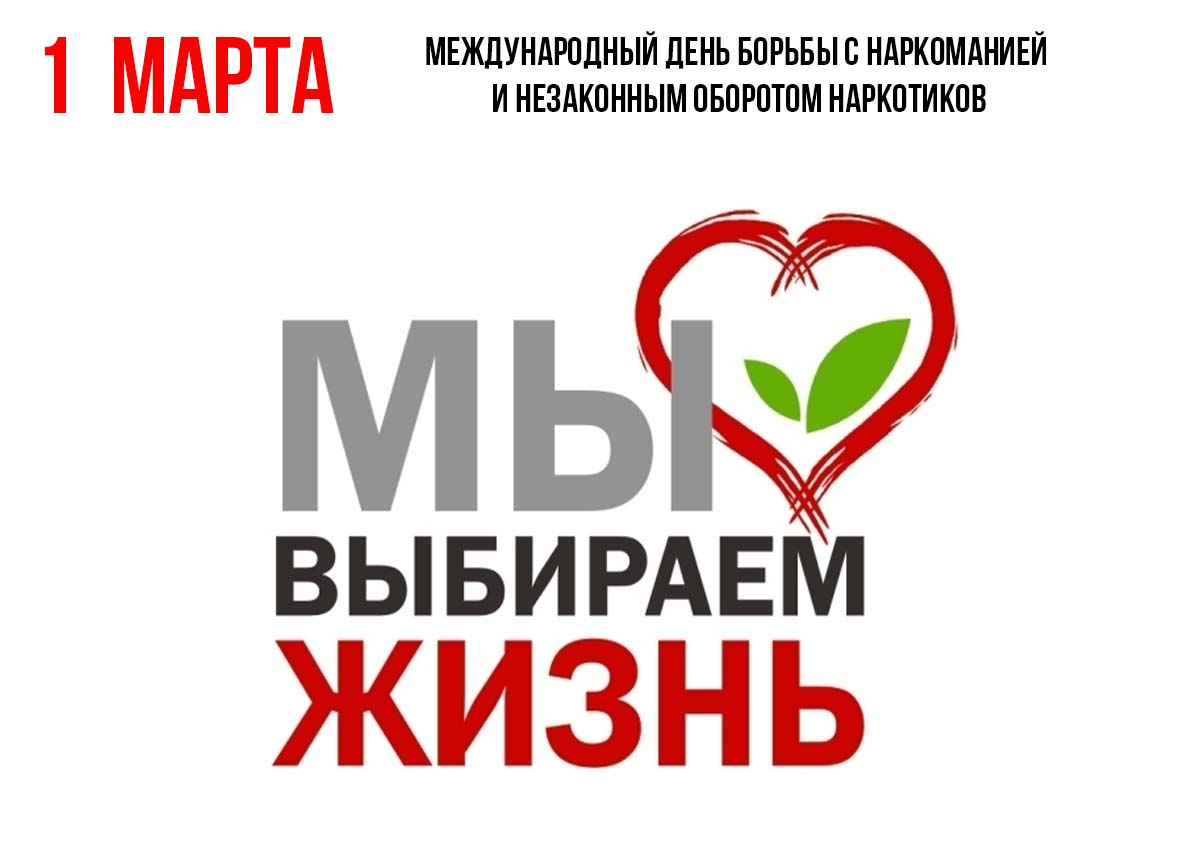 1 МАРТА
МЕЖДУНАРОДНЫЙ ДЕНЬ БОРЬБЫ С НАРКОМАНИЕЙ
И НЕЗАКОННЫМ ОБОРОТОМ НАРКОТИКОВ
МЫ
ВЫБИРАЕМ
ЖИЗНЬ